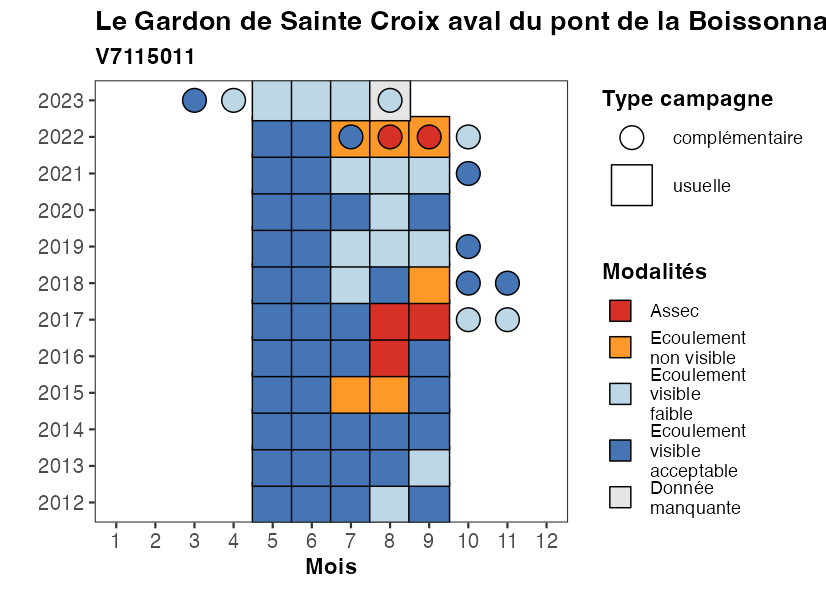 Le Gardon de Sainte Croix aval du pont de la Boissonna
V7115011
2023
2022
2021
2020
2019
2018
2017
2016
2015
2014
2013
2012
1 2 3 4 5 6 7 8 9 10 11 12
Mois
Type campagne
complémentaire
usuelle
Modalités
Assec
Ecoulement
non visible
Ecoulement
visible
faible
Ecoulement
visible
acceptable
Donnée
manquante